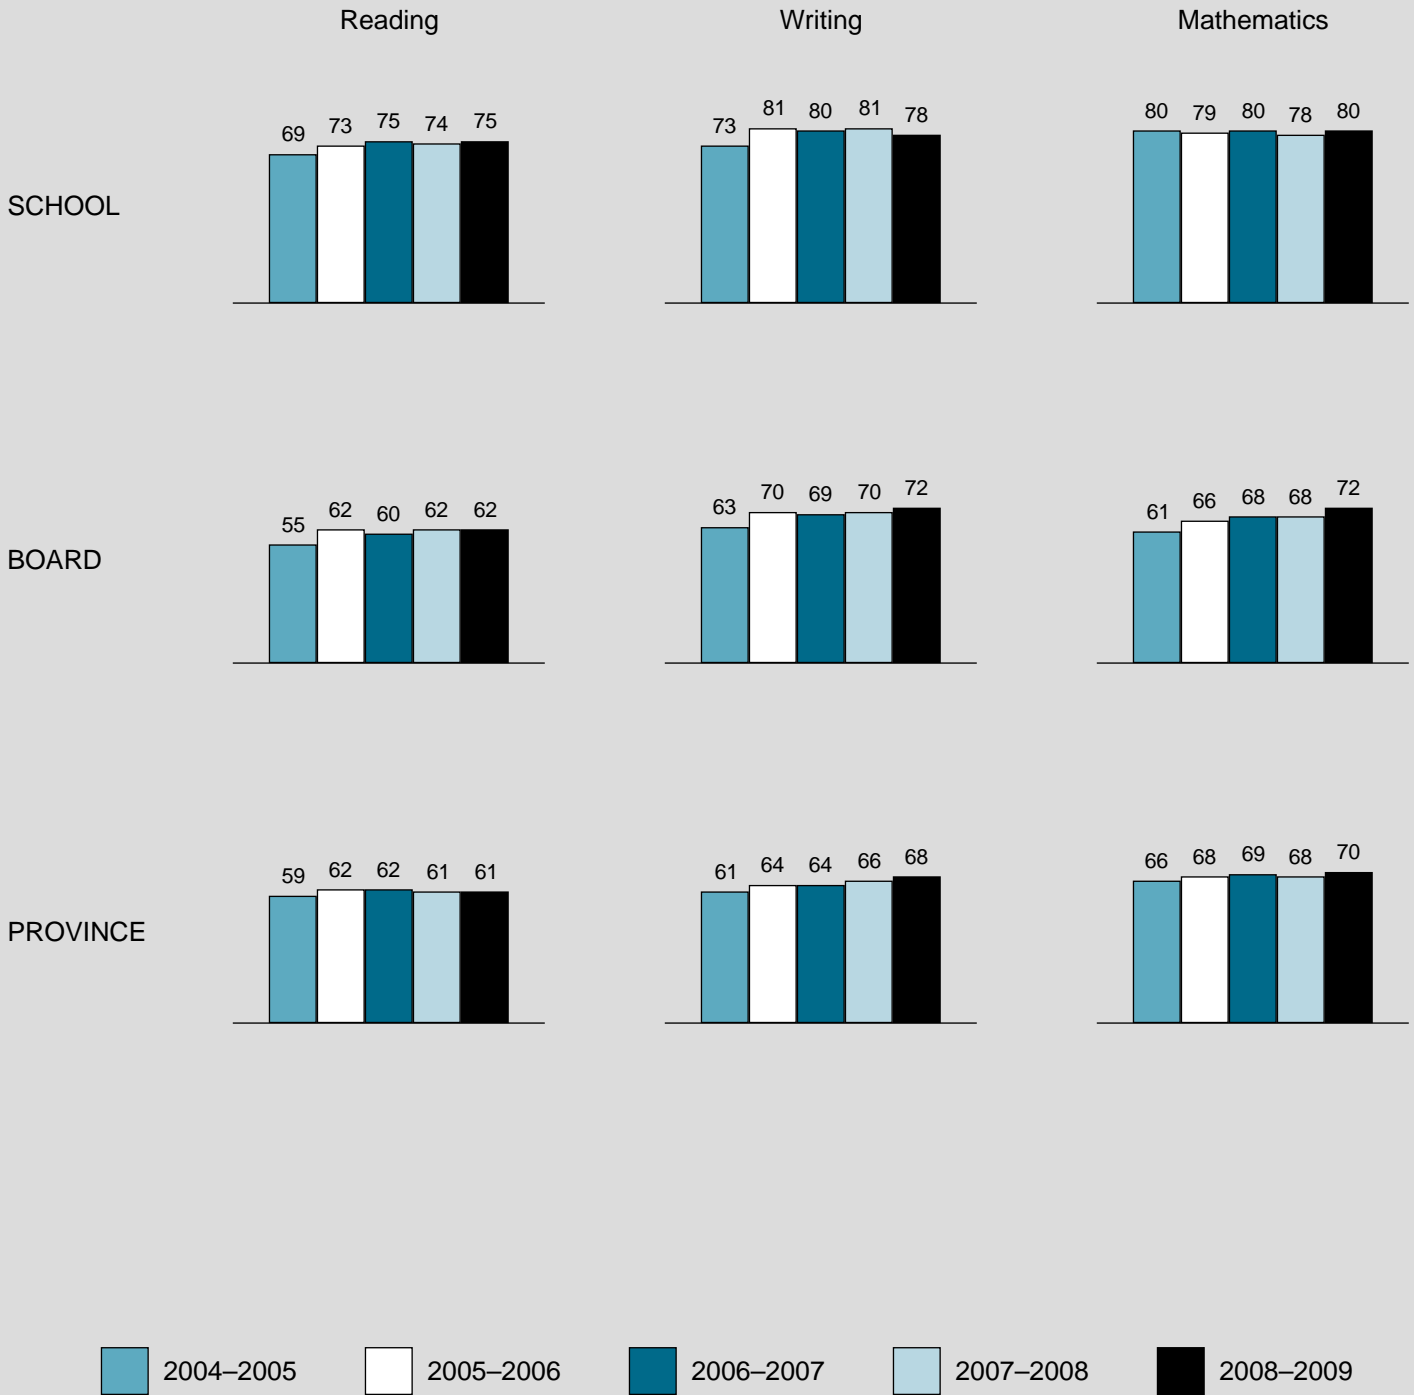 Reading Writing Mathematics
69 73 75 74 75 73 81 80 81 78 80 79 80 78 80
SCHOOL
55 62 60 62 62 63 70 69 70 72 61 66 68 68 72
BOARD
59 62 62 61 61 61 64 64 66 68 66 68 69 68 70
PROVINCE
2004–2005 2005–2006 2006–2007 2007–2008 2008–2009